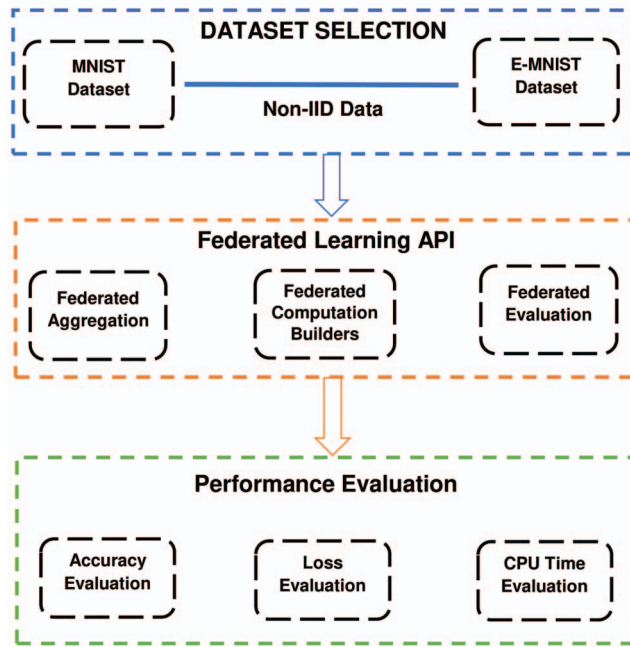 DATASET SELECTION
MNIST
Dataset
E-MNIST
Dataset
Non-IID Data
Federated Learning API
Federated
Aggregation
Federated
Computation
Builders
Federated
Evaluation
Performance Evaluation
Accuracy
Evaluation
Loss
Evaluation
CPU Time
Evaluation